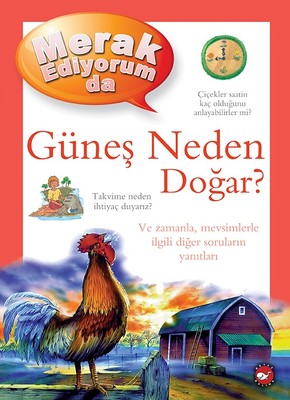 Merak
Ediyorum
da
Çiçekler saatin
kaç olduğunu
anlayabilirler mi?
Güneş Neden
Doğar?
Takvime neden
ihtiyaç duyarız?
Ve zamanla, mevsimlerle
ilgili diğer soruların
yanıtları